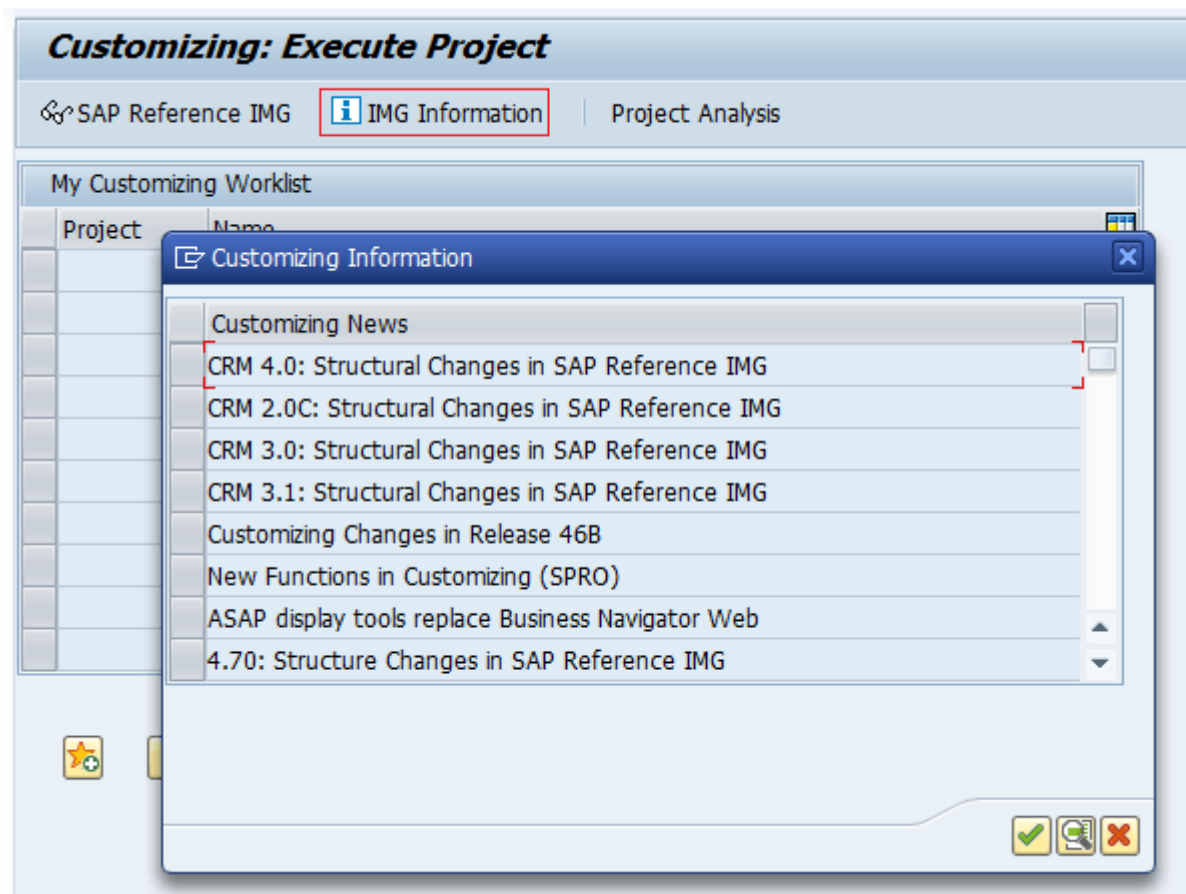 Customizing: Execute Project
SAP Reference IMG IMG Information Project Analysis
My Customizing Worklist
Project Name
Customizing Information
Customizing News
CRM 4.0: Structural Changes in SAP Reference IMG
CRM 2.0C: Structural Changes in SAP Reference IMG
CRM 3.0: Structural Changes in SAP Reference IMG
CRM 3.1: Structural Changes in SAP Reference IMG
Customizing Changes in Release 46B
New Functions in Customizing (SPRO)
ASAP display tools replace Business Navigator Web
4.70: Structure Changes in SAP Reference IMG